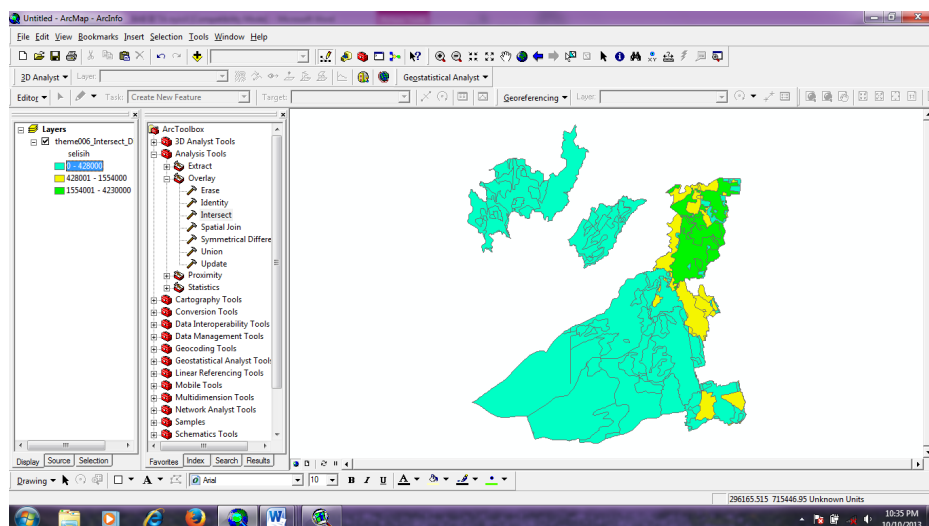 Untitled - ArcMap - ArcInfo
File Edit View Bookmarks Insert Selection Tools Window Help
3D Analyst Layer: Geostatistical Analyst
Editor Task: Create New Feature Target: Georeferencing Layer:
Layers
theme006_Intersect_D
selisih
0 - 428000
428001 - 1554000
1554001 - 4230000
Display Source Selection
ArcToolbox
3D Analyst Tools
Analysis Tools
Extract
Overlay
Erase
Identity
Intersect
Spatial Join
Symmetrical Differe
Union
Update
Proximity
Statistics
Cartography Tools
Conversion Tools
Data Interoperability Tools
Data Management Tools
Geocoding Tools
Geostatistical Analyst Tools
Linear Referencing Tools
Mobile Tools
Multidimension Tools
Network Analyst Tools
Samples
Schematics Tools
Favorites Index Search Results
Drawing A Arial 10 B I U A
296165.515 715446.95 Unknown Units
10:35 PM
10/10/2013